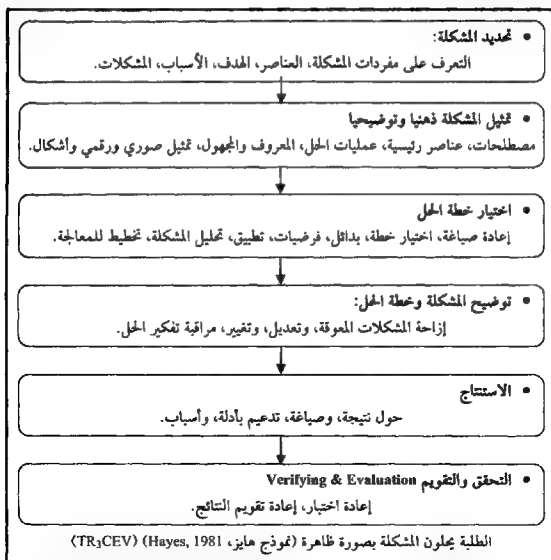 • تحديد المشكلة:
التعرف على مفردات المشكلة، العناصر، الهدف، الأسباب، المشكلات.
• تمثيل المشكلة ذهنيا وتوضيحيا
مصطلحات، عناصر رئيسية، عمليات الحل، المعروف والمجهول، تمثيل صوري ورقمي وأشكال.
• اختيار خطة الحل
إعادة صياغة، اختيار خطة، بدائل، فرضيات، تطبيق، تحليل المشكلة، تخطيط للمعالجة.
• توضيح المشكلة وخطة الحل:
إزاحة المشكلات المعوقة، وتعديل، وتغيير، مراقبة تفكير الحل.
• الاستنتاج
حول نتيجة، وصياغة، تدعيم بأدلة، وأسباب.
• التحقق والتقويم Verifying & Evaluation
إعادة اختبار، إعادة تقويم النتائج.
الطلبة يحلون المشكلة بصورة ظاهرة (نموذج هايز، Hayes, 1981) (TR₃CEV)